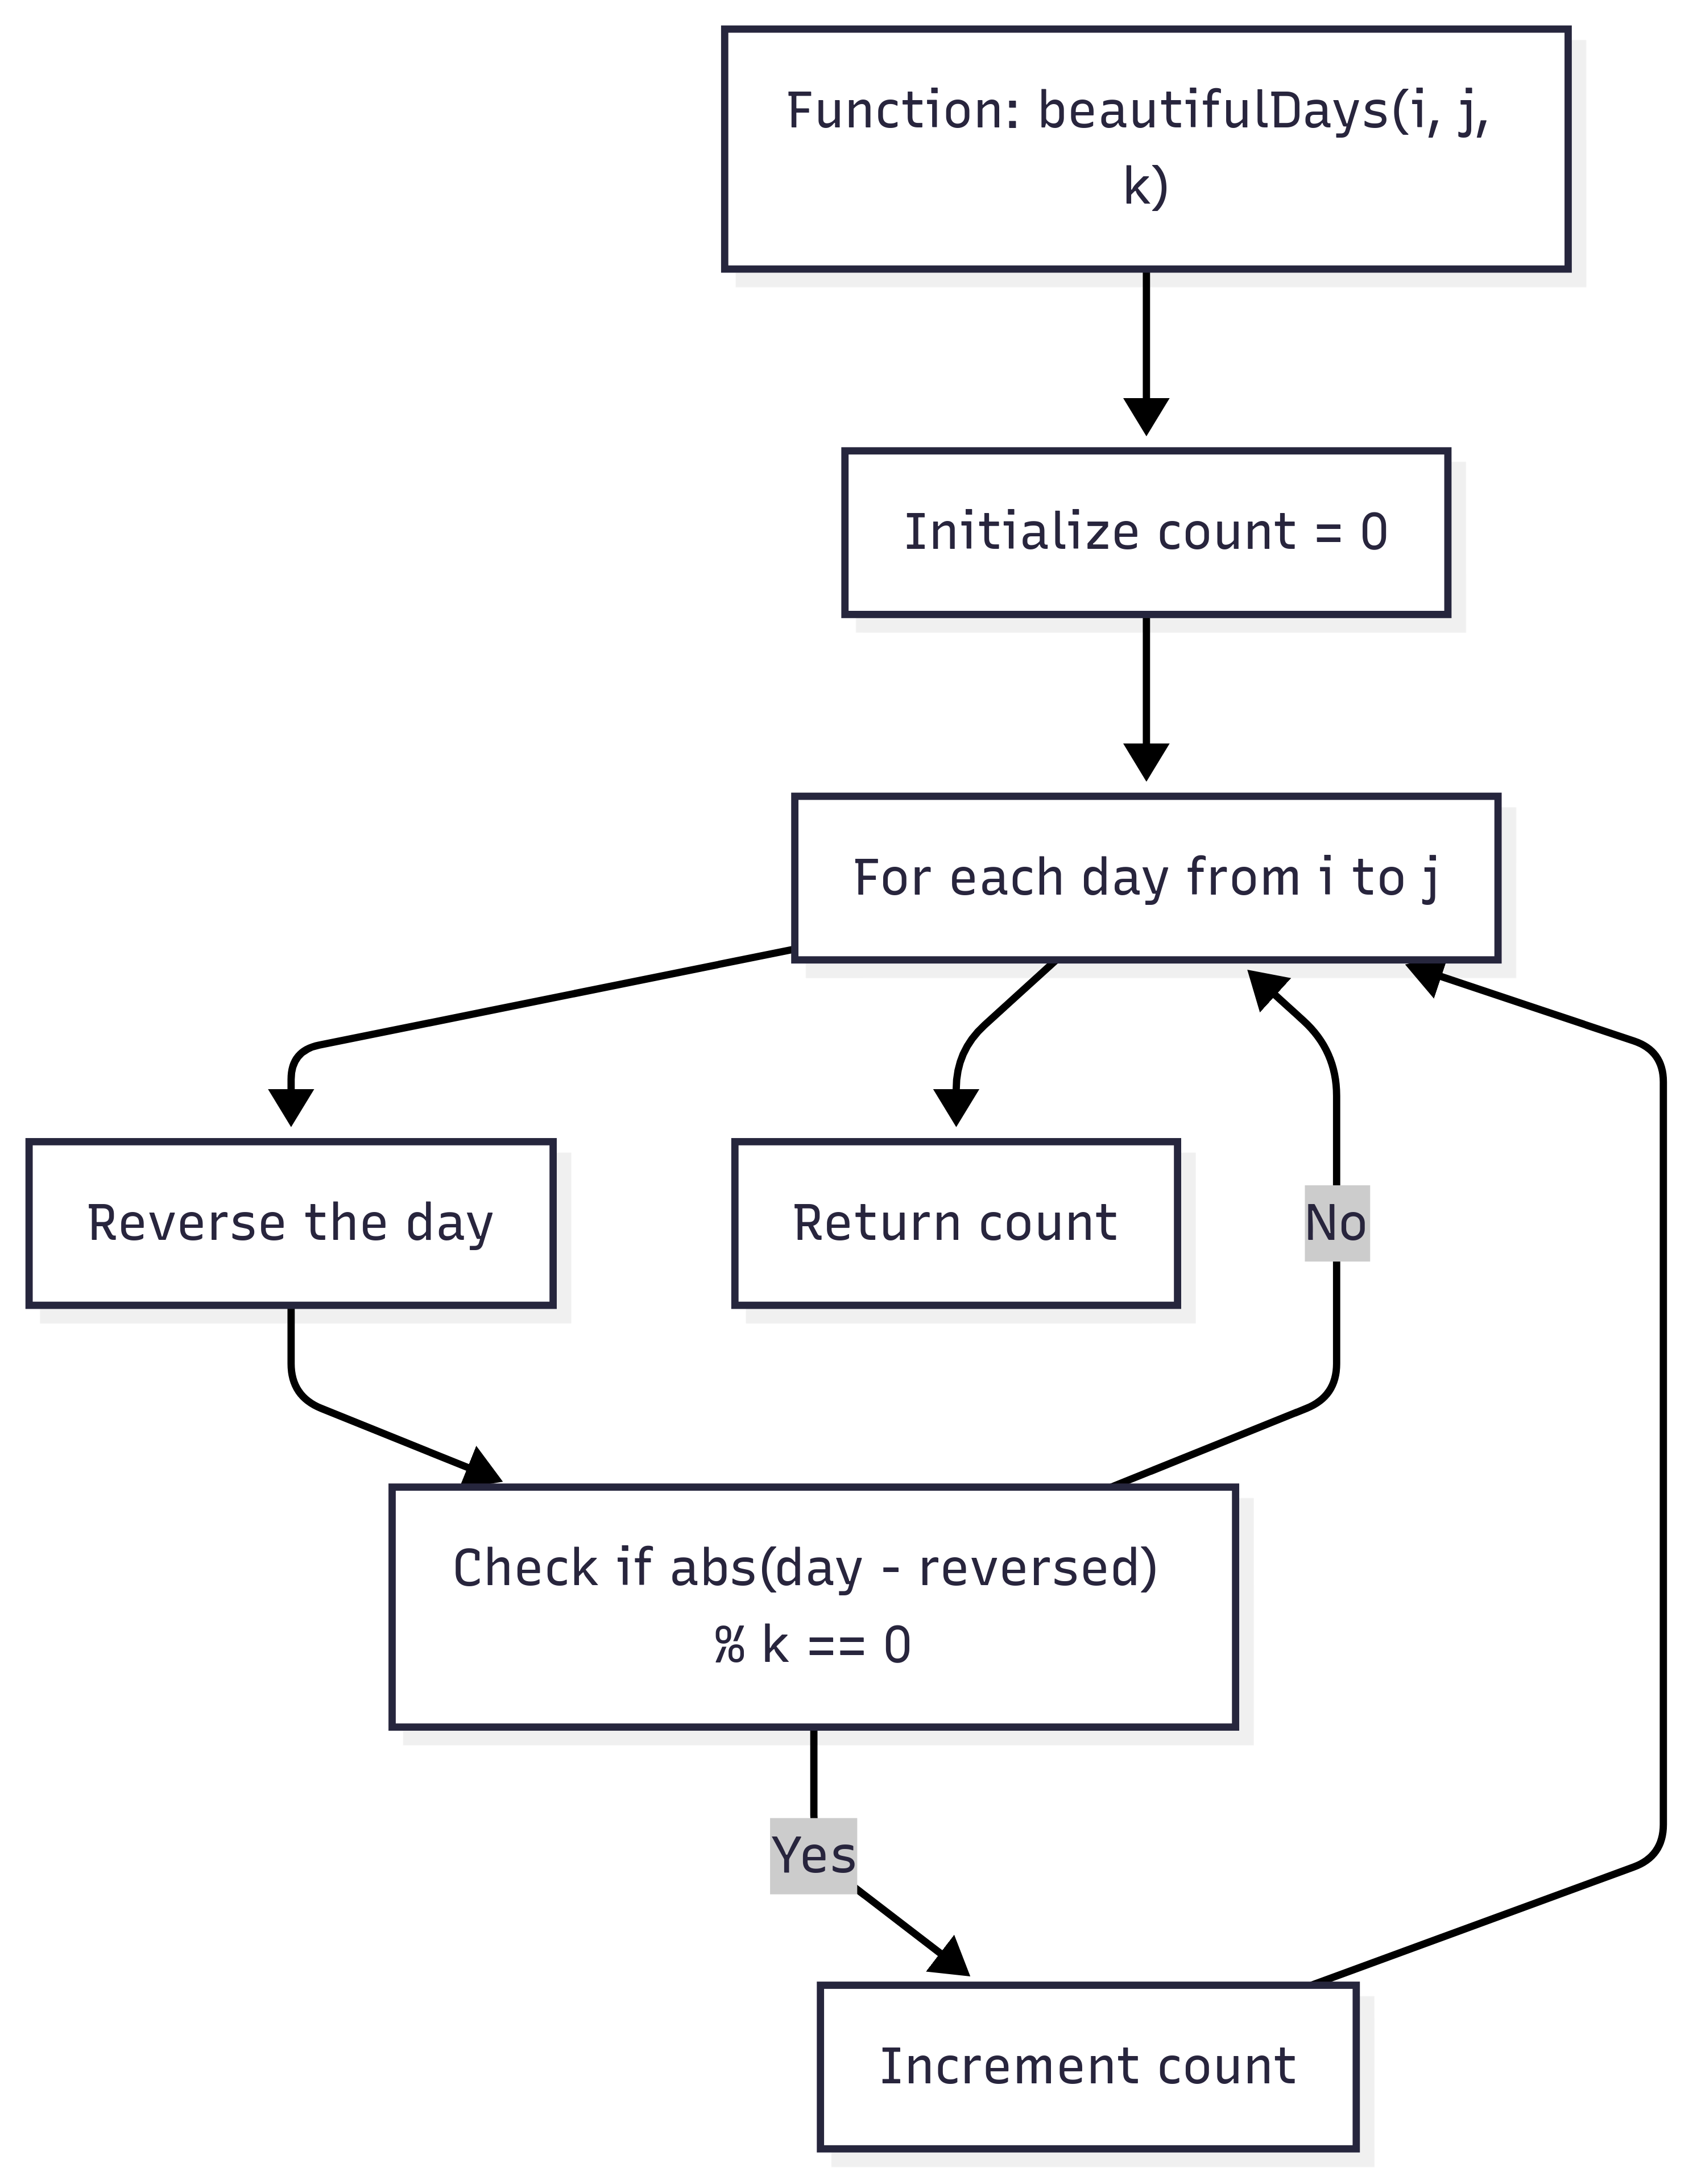 Function: beautifulDays(i, j,
k)
Initialize count = 0
For each day from i to j
Reverse the day
Return count
No
Check if abs(day - reversed)
% k == 0
Yes
Increment count